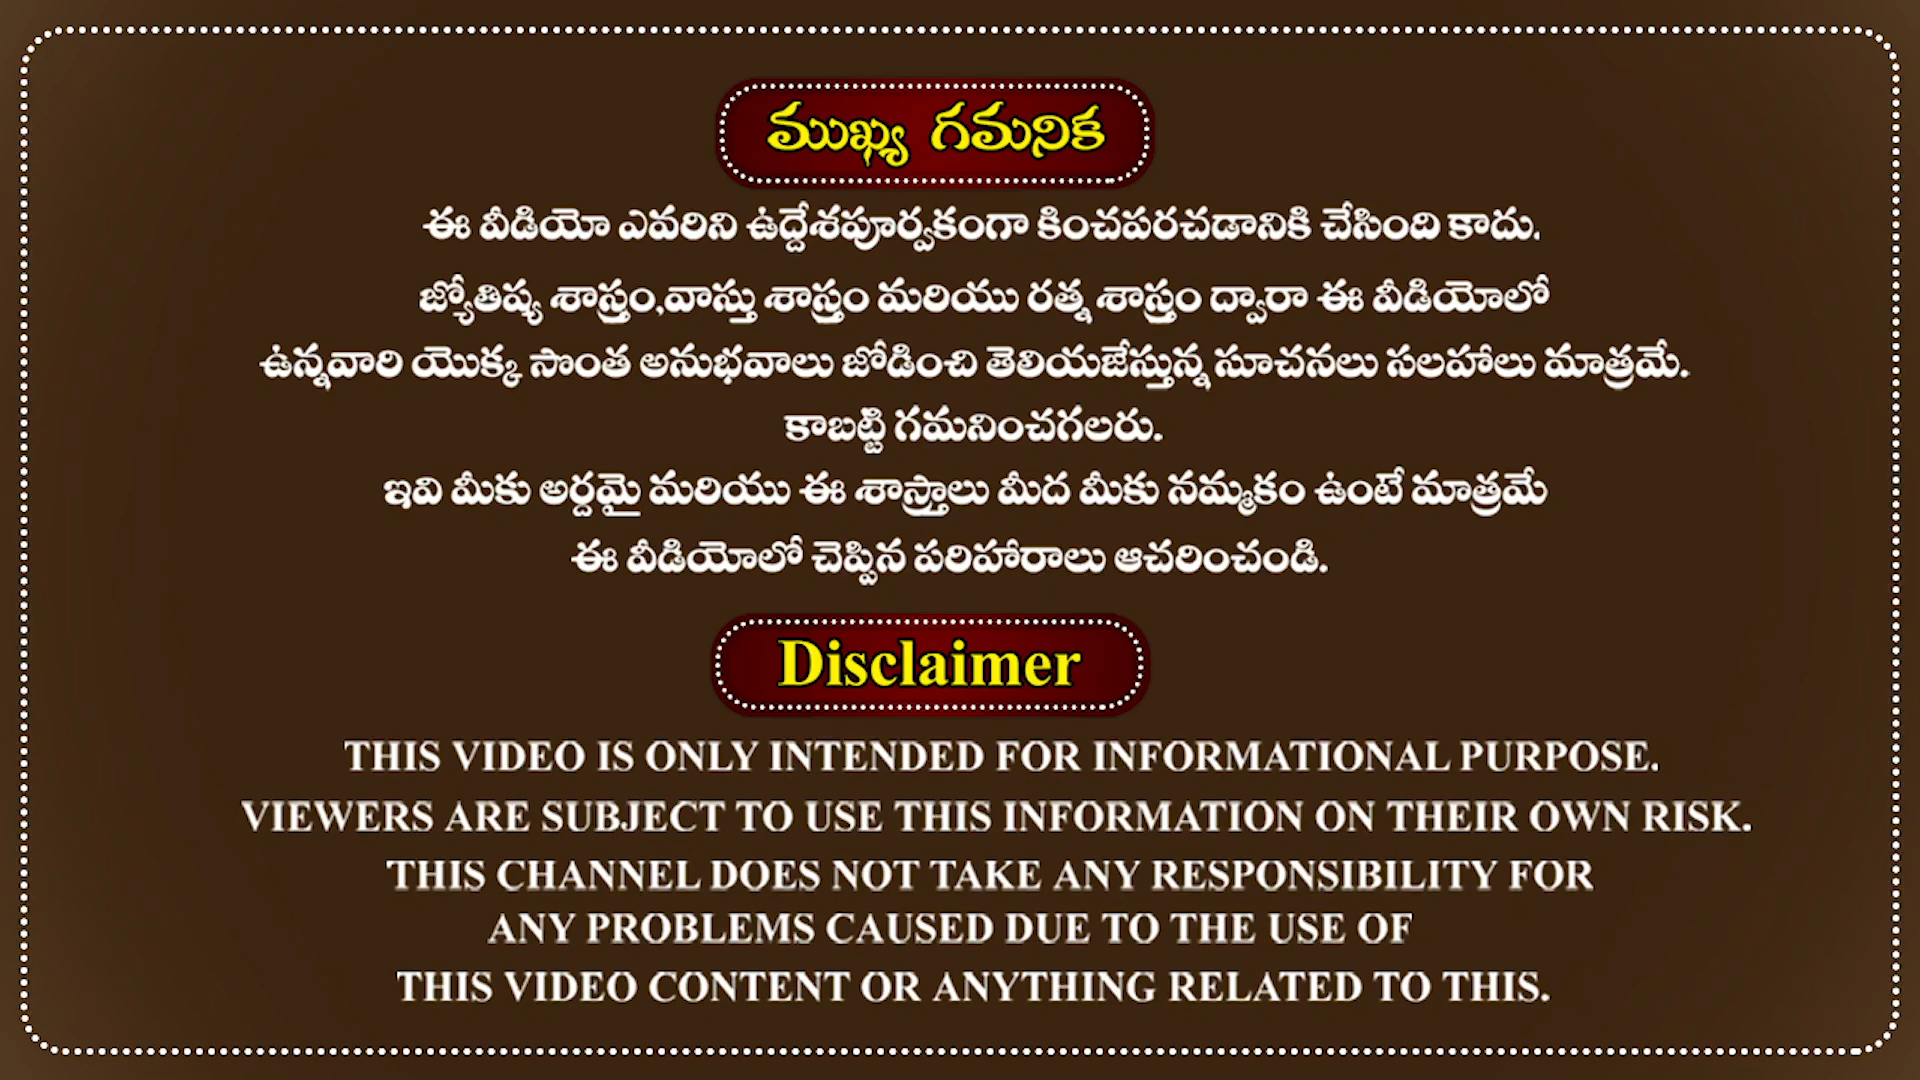 ముఖ్య గమనిక
ఈ వీడియో ఎవరిని ఉద్దేశపూర్వకంగా కించపరచడానికి చేసింది కాదు.
జ్యోతిష్య శాస్త్రం,వాస్తు శాస్త్రం మరియు రత్న శాస్త్రం ద్వారా ఈ వీడియోలో
ఉన్నవారి యొక్క సొంత అనుభవాలు జోడించి తెలియజేస్తున్న సూచనలు సలహాలు మాత్రమే.
కాబట్టి గమనించగలరు.
ఇవి మీకు అర్దమై మరియు ఈ శాస్త్రాలు మీద మీకు నమ్మకం ఉంటే మాత్రమే
ఈ వీడియోలో చెప్పిన పరిహారాలు ఆచరించండి.
Disclaimer
THIS VIDEO IS ONLY INTENDED FOR INFORMATIONAL PURPOSE.
VIEWERS ARE SUBJECT TO USE THIS INFORMATION ON THEIR OWN RISK.
THIS CHANNEL DOES NOT TAKE ANY RESPONSIBILITY FOR
ANY PROBLEMS CAUSED DUE TO THE USE OF
THIS VIDEO CONTENT OR ANYTHING RELATED TO THIS.